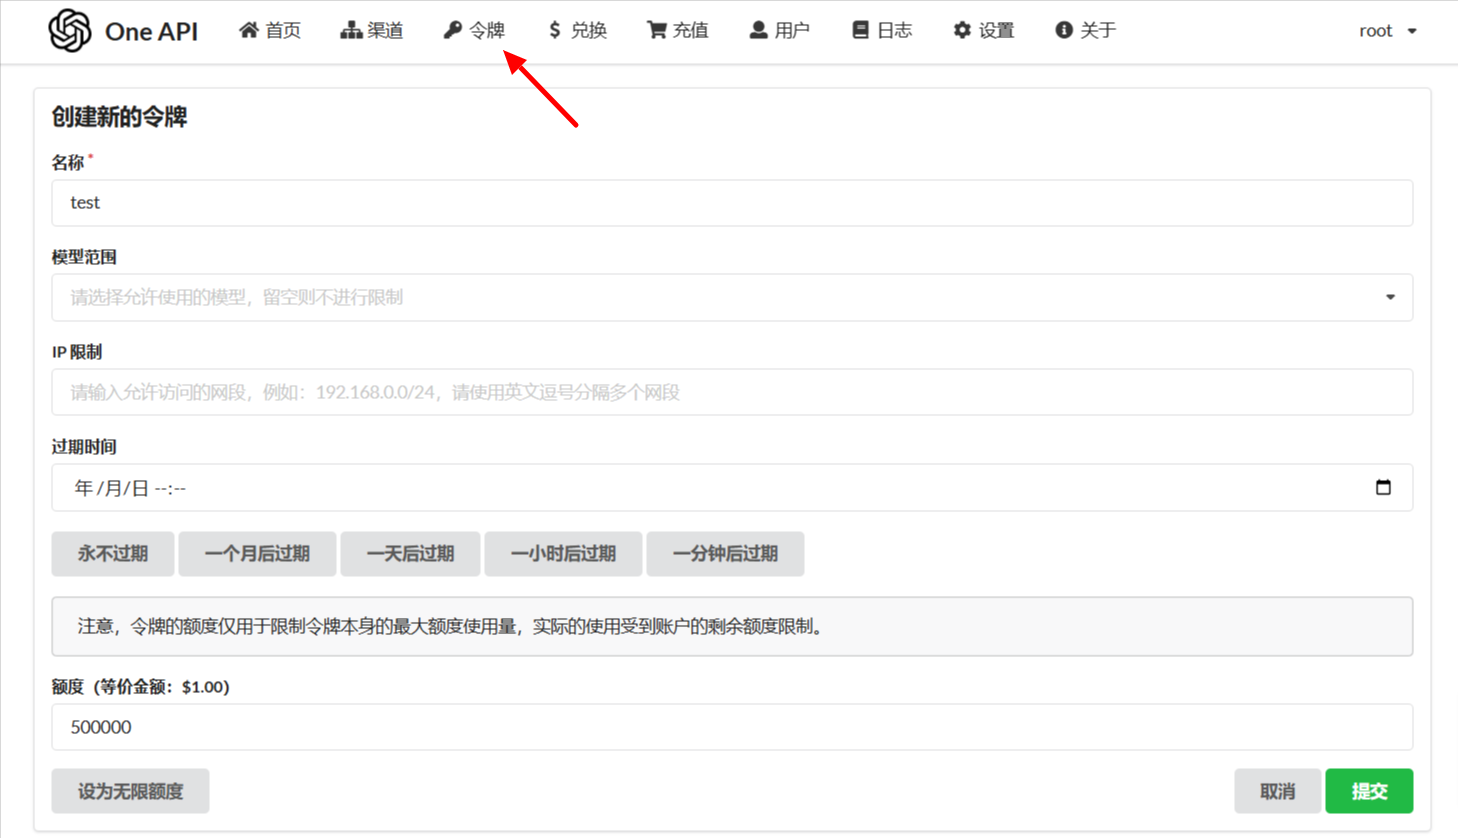 One API 首页 渠道 令牌 兑换 充值 用户 日志 设置 关于 root
创建新的令牌
名称*
test
模型范围
请选择允许使用的模型，留空则不进行限制
IP 限制
请输入允许访问的网段，例如：192.168.0.0/24，请使用英文逗号分隔多个网段
过期时间
年 /月/日 --:--
永不过期 一个月后过期 一天后过期 一小时后过期 一分钟后过期
注意，令牌的额度仅用于限制令牌本身的最大额度使用量，实际的使用受到账户的剩余额度限制。
额度（等价金额：$1.00）
500000
设为无限额度 取消 提交